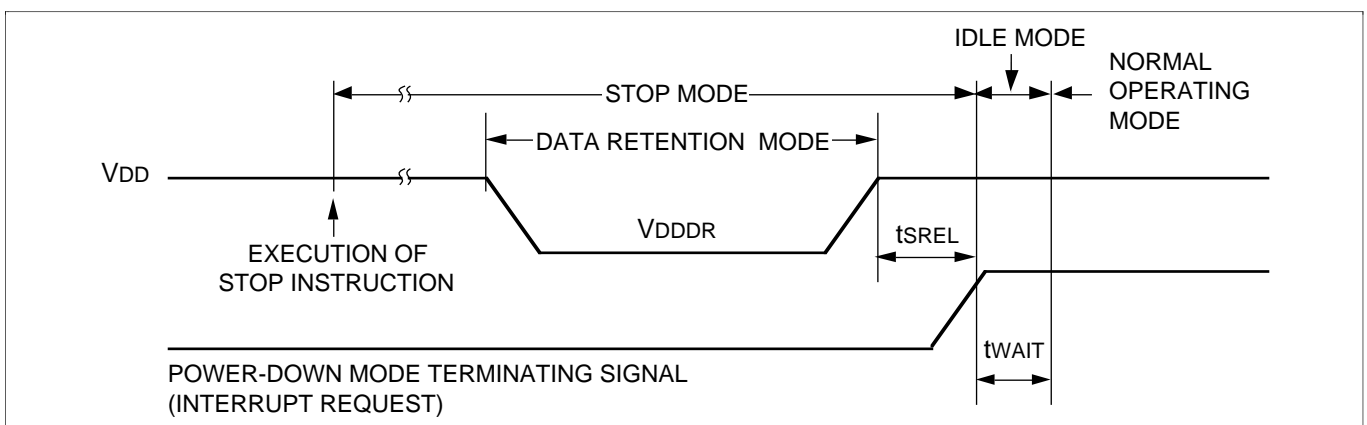 IDLE MODE
NORMAL
OPERATING
MODE
STOP MODE
DATA RETENTION MODE
VDD
VDDDR
tSREL
EXECUTION OF
STOP INSTRUCTION
tWAIT
POWER-DOWN MODE TERMINATING SIGNAL
(INTERRUPT REQUEST)